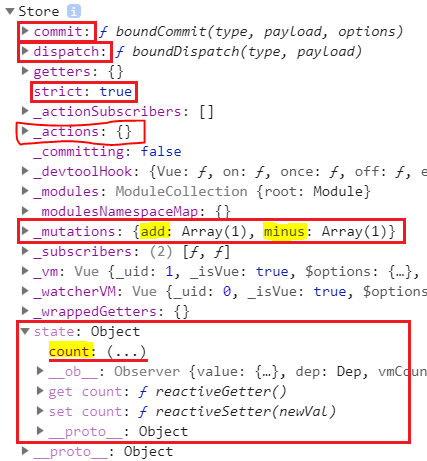 Store i
commit: ƒ boundCommit(type, payload, options)
dispatch: ƒ boundDispatch(type, payload)
getters: {}
strict: true
_actionSubscribers: []
_actions: {}
_committing: false
_devtoolHook: {Vue: ƒ, on: ƒ, once: ƒ, off: ƒ, e
_modules: ModuleCollection {root: Module}
_modulesNamespaceMap: {}
_mutations: {add: Array(1), minus: Array(1)}
_subscribers: (2) [ƒ, ƒ]
_vm: Vue {_uid: 1, _isVue: true, $options: {…},
_watcherVM: Vue {_uid: 0, _isVue: true, $option
_wrappedGetters: {}
state: Object
count: (...)
__ob__: Observer {value: {…}, dep: Dep, vmCou
get count: ƒ reactiveGetter()
set count: ƒ reactiveSetter(newVal)
__proto__: Object
__proto__: Object